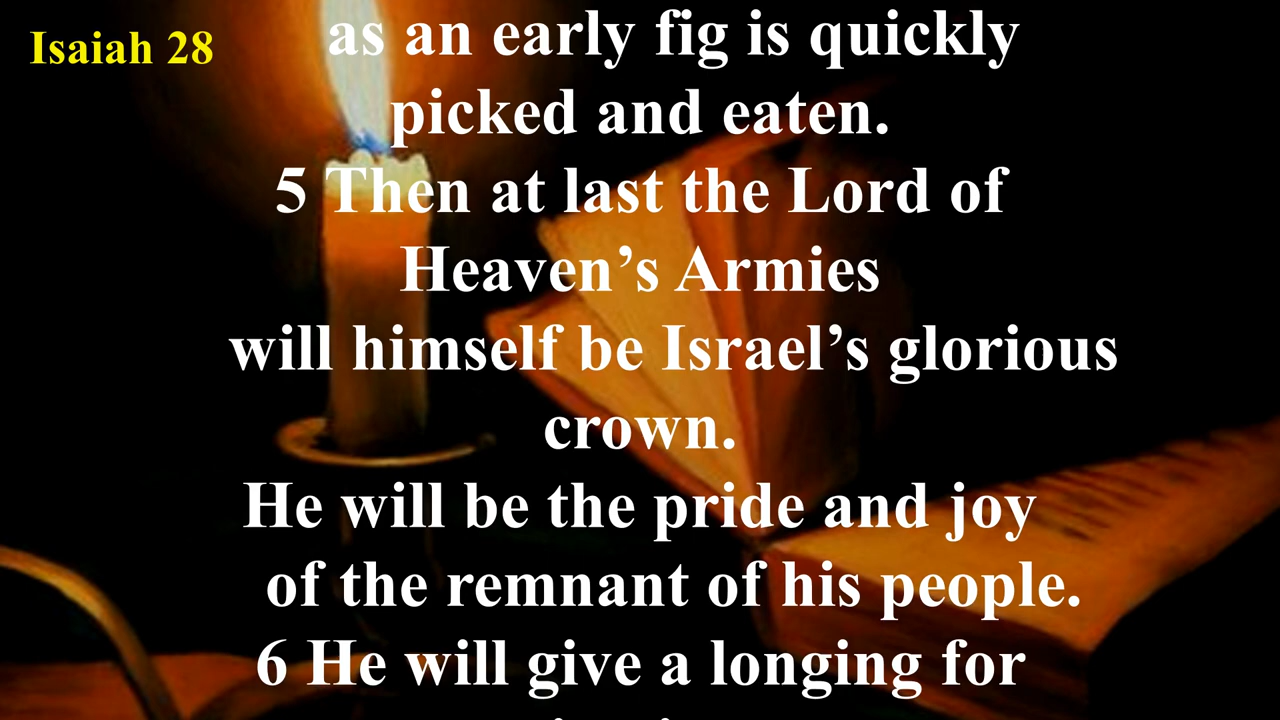 Isaiah 28
as an early fig is quickly
picked and eaten.
5 Then at last the Lord of
Heaven’s Armies
will himself be Israel’s glorious
crown.
He will be the pride and joy
of the remnant of his people.
6 He will give a longing for